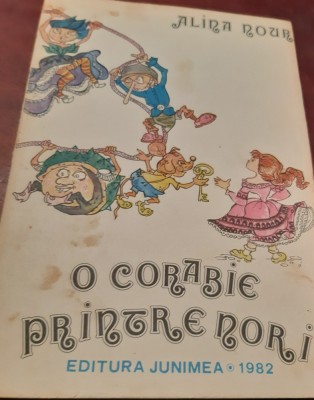 ALINA NOUR
O CORABIE
PRINTRE NORI
EDITURA JUNIMEA • 1982